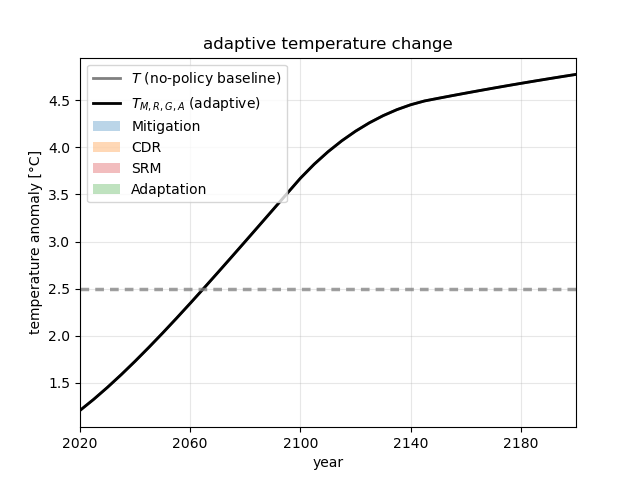 adaptive temperature change
T (no-policy baseline)
T_{M, R, G, A} (adaptive)
Mitigation
CDR
SRM
Adaptation
temperature anomaly [°C]
4.5
4.0
3.5
3.0
2.5
2.0
1.5
2020 2060 2100 2140 2180
year